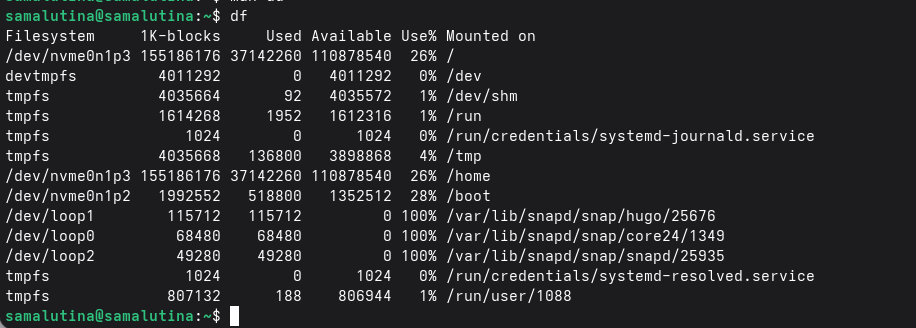 samalutina@samalutina:~$ df
Filesystem     1K-blocks     Used Available Use% Mounted on
/dev/nvme0n1p3 155186176 37142260 110878540  26% /
devtmpfs         4011292        0   4011292   0% /dev
tmpfs            4035664       92   4035572   1% /dev/shm
tmpfs            1614268     1952   1612316   1% /run
tmpfs               1024        0      1024   0% /run/credentials/systemd-journald.service
tmpfs            4035668   136800   3898868   4% /tmp
/dev/nvme0n1p3 155186176 37142260 110878540  26% /home
/dev/nvme0n1p2   1992552   518800   1352512  28% /boot
/dev/loop1        115712   115712         0 100% /var/lib/snapd/snap/hugo/25676
/dev/loop0         68480    68480         0 100% /var/lib/snapd/snap/core24/1349
/dev/loop2         49280    49280         0 100% /var/lib/snapd/snap/snapd/25935
tmpfs               1024        0      1024   0% /run/credentials/systemd-resolved.service
tmpfs             807132      188    806944   1% /run/user/1088
samalutina@samalutina:~$